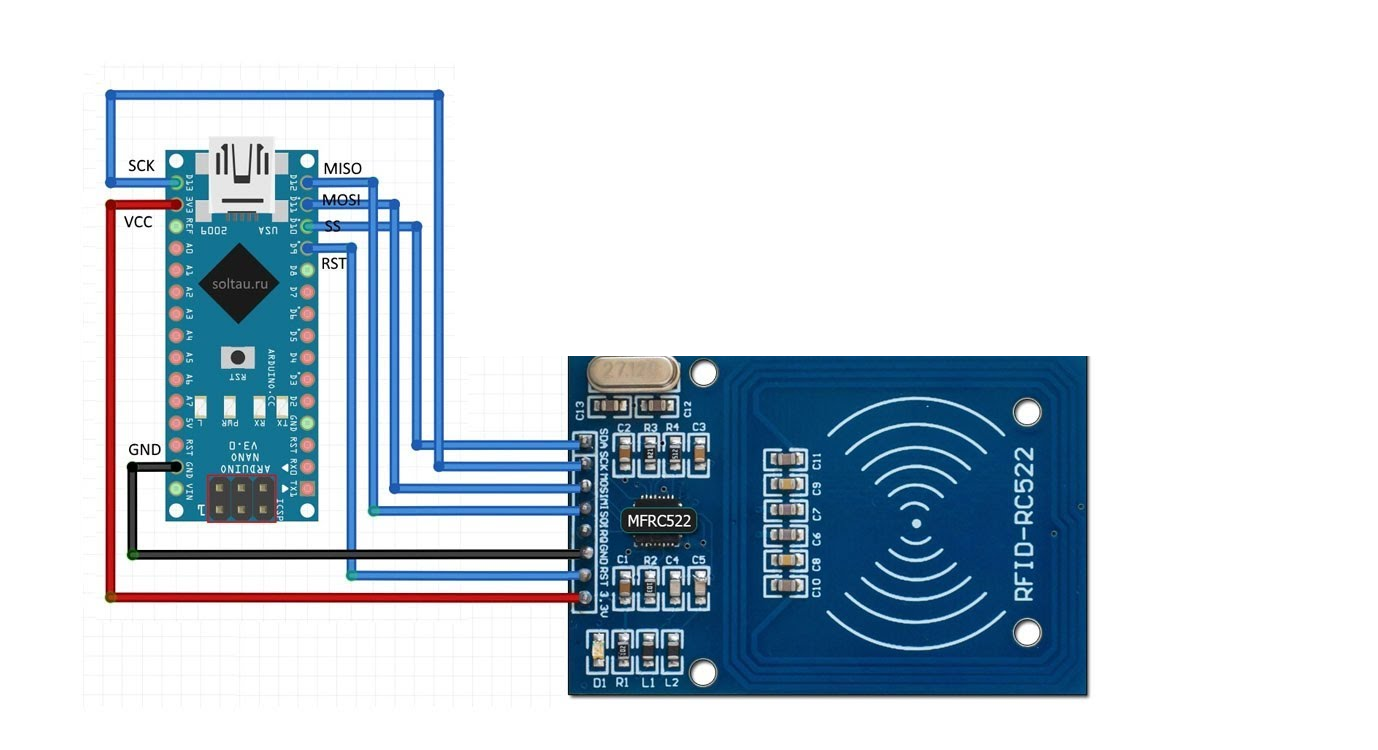 SCK
VCC
GND
MISO
MOSI
SS
RST
D13
3V3
REF
A0
A1
A2
A3
A4
A5
A6
A7
5V
RST
GND
VIN
D12
D11
D10
D9
D8
D7
D6
D5
D4
D3
D2
GND
RST
RX0
TX1
2009
USA
soltau.ru
RST
ARDUINO.CC
L
PWR
RX
TX
ARDUINO
NANO
V3.0
ICSP
1
27.12
C13
C12
SDA
SCK
MOSI
MISO
IRQ
GND
RST
3.3V
C2
R3
R4
C3
MFRC522
C1
R2
C4
C5
D1
R1
L1
L2
C11
C9
C7
C6
C8
C10
RFID-RC522